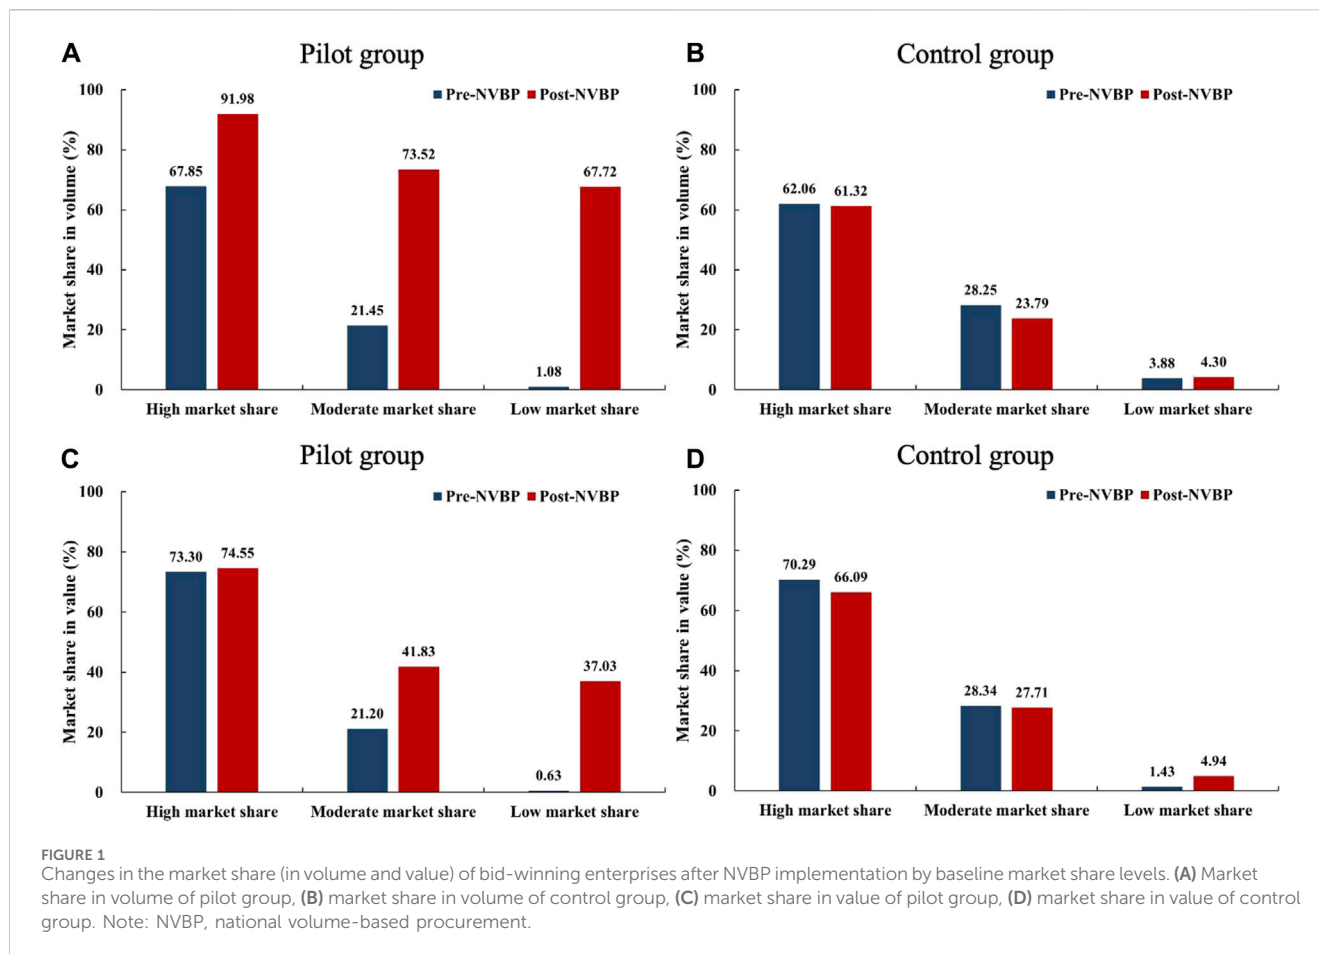 A
Pilot group
Pre-NVBP
Post-NVBP
Market share in volume (%)
100
80
60
40
20
0
67.85
91.98
21.45
73.52
1.08
67.72
High market share
Moderate market share
Low market share
B
Control group
Pre-NVBP
Post-NVBP
Market share in volume (%)
100
80
60
40
20
0
62.06
61.32
28.25
23.79
3.88
4.30
High market share
Moderate market share
Low market share
C
Pilot group
Pre-NVBP
Post-NVBP
Market share in value (%)
100
80
60
40
20
0
73.30
74.55
21.20
41.83
0.63
37.03
High market share
Moderate market share
Low market share
D
Control group
Pre-NVBP
Post-NVBP
Market share in value (%)
100
80
60
40
20
0
70.29
66.09
28.34
27.71
1.43
4.94
High market share
Moderate market share
Low market share
FIGURE 1
Changes in the market share (in volume and value) of bid-winning enterprises after NVBP implementation by baseline market share levels. (A) Market
share in volume of pilot group, (B) market share in volume of control group, (C) market share in value of pilot group, (D) market share in value of control
group. Note: NVBP, national volume-based procurement.